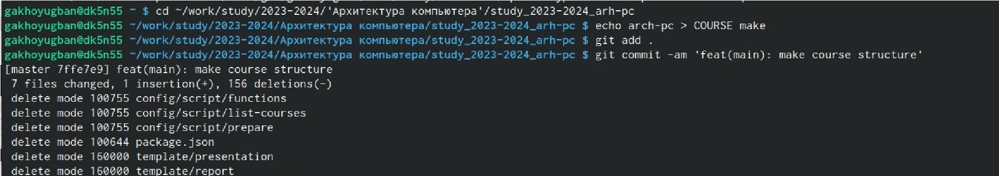 gakhoyugban@dk5n55 ~ $ cd ~/work/study/2023-2024/'Архитектура компьютера'/study_2023-2024_arh-pc
gakhoyugban@dk5n55 ~/work/study/2023-2024/Архитектура компьютера/study_2023-2024_arh-pc $ echo arch-pc > COURSE make
gakhoyugban@dk5n55 ~/work/study/2023-2024/Архитектура компьютера/study_2023-2024_arh-pc $ git add .
gakhoyugban@dk5n55 ~/work/study/2023-2024/Архитектура компьютера/study_2023-2024_arh-pc $ git commit -am 'feat(main): make course structure'
[master 7ffe7e9] feat(main): make course structure
 7 files changed, 1 insertion(+), 156 deletions(-)
 delete mode 100755 config/script/functions
 delete mode 100755 config/script/list-courses
 delete mode 100755 config/script/prepare
 delete mode 100644 package.json
 delete mode 160000 template/presentation
 delete mode 160000 template/report